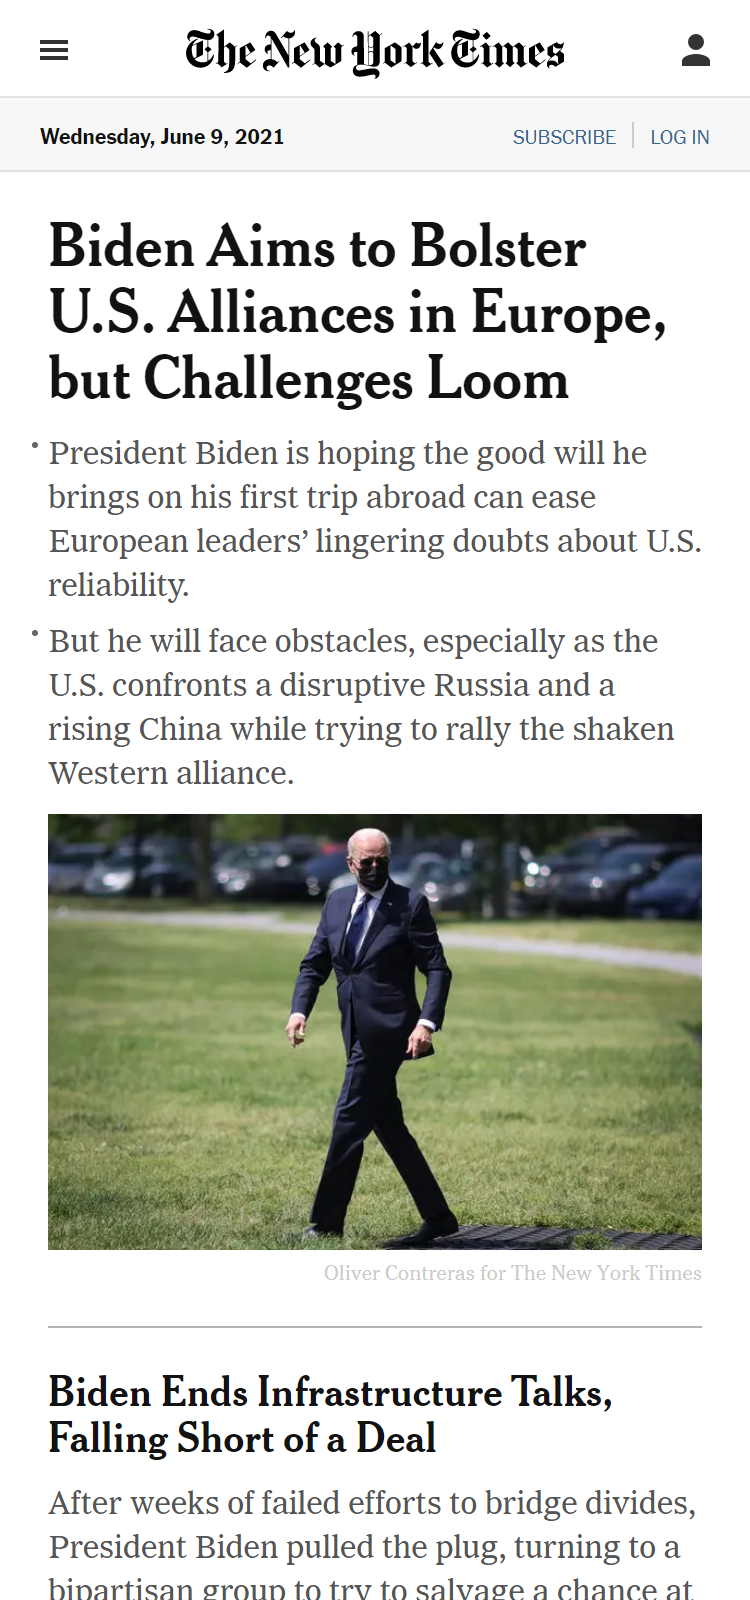 The New York Times
Wednesday, June 9, 2021
SUBSCRIBE
LOG IN
Biden Aims to Bolster
U.S. Alliances in Europe,
but Challenges Loom
• President Biden is hoping the good will he
brings on his first trip abroad can ease
European leaders’ lingering doubts about U.S.
reliability.
• But he will face obstacles, especially as the
U.S. confronts a disruptive Russia and a
rising China while trying to rally the shaken
Western alliance.
Oliver Contreras for The New York Times
Biden Ends Infrastructure Talks,
Falling Short of a Deal
After weeks of failed efforts to bridge divides,
President Biden pulled the plug, turning to a
bipartisan group to try to salvage a chance at